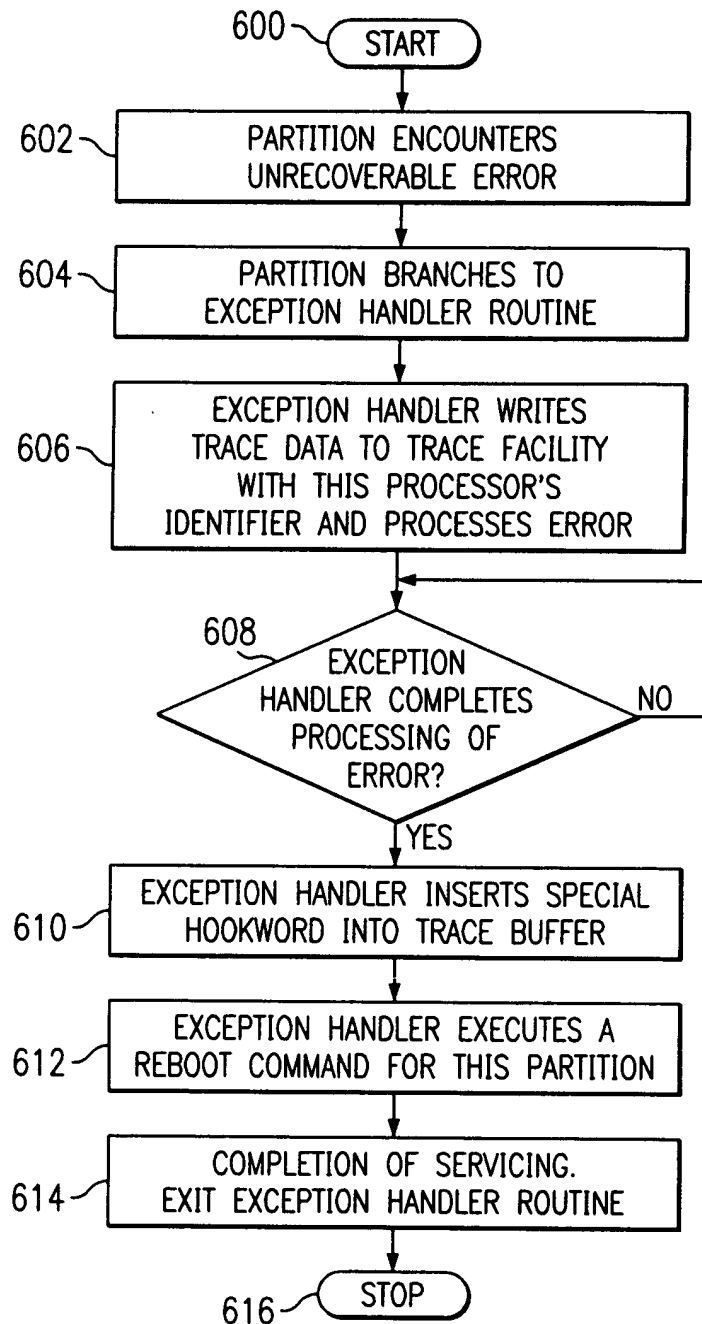 600
START
602
PARTITION ENCOUNTERS
UNRECOVERABLE ERROR
604
PARTITION BRANCHES TO
EXCEPTION HANDLER ROUTINE
606
EXCEPTION HANDLER WRITES
TRACE DATA TO TRACE FACILITY
WITH THIS PROCESSOR'S
IDENTIFIER AND PROCESSES ERROR
608
EXCEPTION
HANDLER COMPLETES
PROCESSING OF
ERROR?
NO
YES
610
EXCEPTION HANDLER INSERTS SPECIAL
HOOKWORD INTO TRACE BUFFER
612
EXCEPTION HANDLER EXECUTES A
REBOOT COMMAND FOR THIS PARTITION
614
COMPLETION OF SERVICING.
EXIT EXCEPTION HANDLER ROUTINE
616
STOP